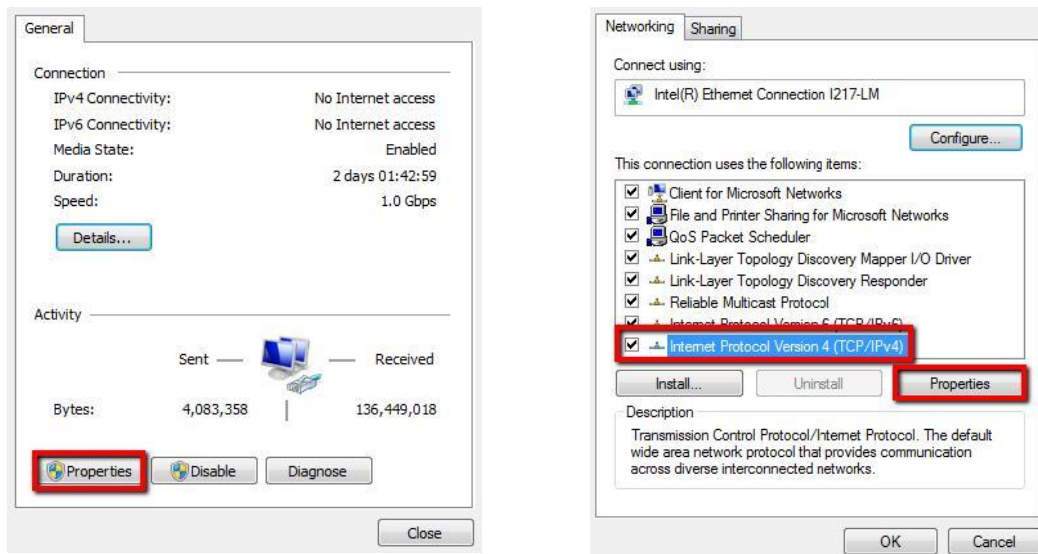 General
Connection
IPv4 Connectivity: No Internet access
IPv6 Connectivity: No Internet access
Media State: Enabled
Duration: 2 days 01:42:59
Speed: 1.0 Gbps
Details...
Activity
Sent Received
Bytes: 4,083,358 136,449,018
Properties Disable Diagnose
Close
Networking Sharing
Connect using:
Intel(R) Ethernet Connection I217-LM
Configure...
This connection uses the following items:
Client for Microsoft Networks
File and Printer Sharing for Microsoft Networks
QoS Packet Scheduler
Link-Layer Topology Discovery Mapper I/O Driver
Link-Layer Topology Discovery Responder
Reliable Multicast Protocol
Internet Protocol Version 6 (TCP/IPv6)
Internet Protocol Version 4 (TCP/IPv4)
Install... Uninstall Properties
Description
Transmission Control Protocol/Internet Protocol. The default
wide area network protocol that provides communication
across diverse interconnected networks.
OK Cancel